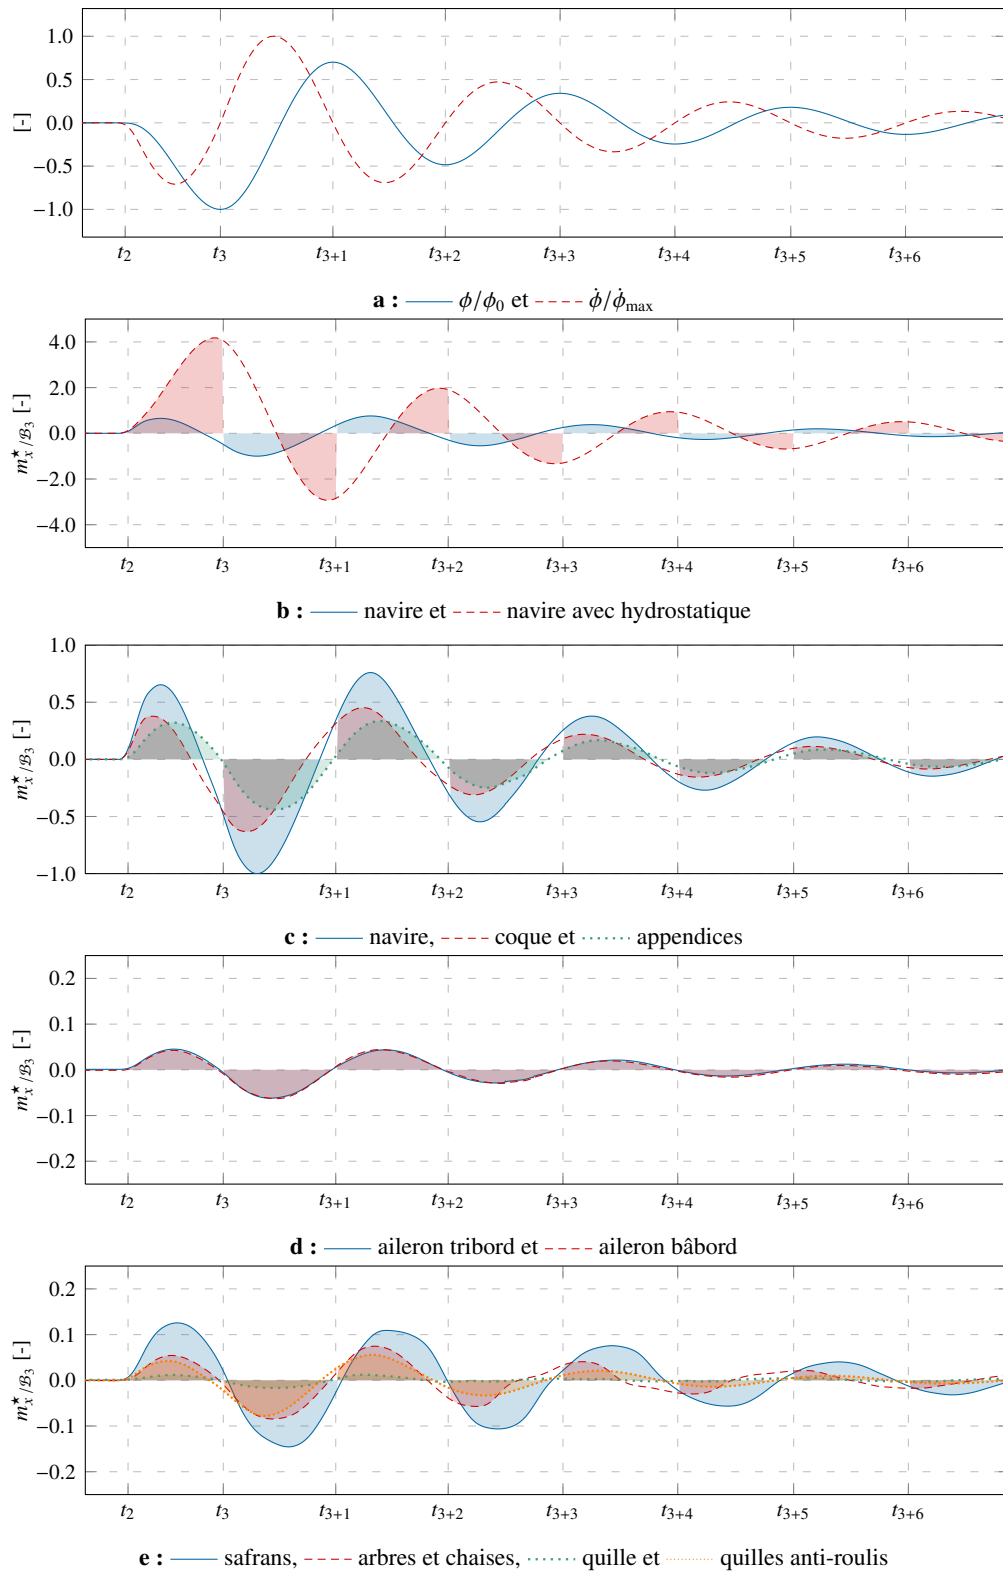 1.0
0.5
0.0
−0.5
−1.0
[-]
t2 t3 t3+1 t3+2 t3+3 t3+4 t3+5 t3+6
a : ϕ/ϕ0 et ϕ̇/ϕ̇max
4.0
2.0
0.0
−2.0
−4.0
m★x/B3 [-]
t2 t3 t3+1 t3+2 t3+3 t3+4 t3+5 t3+6
b : navire et navire avec hydrostatique
1.0
0.5
0.0
−0.5
−1.0
m★x/B3 [-]
t2 t3 t3+1 t3+2 t3+3 t3+4 t3+5 t3+6
c : navire, coque et appendices
0.2
0.1
0.0
−0.1
−0.2
m★x/B3 [-]
t2 t3 t3+1 t3+2 t3+3 t3+4 t3+5 t3+6
d : aileron tribord et aileron bâbord
0.2
0.1
0.0
−0.1
−0.2
m★x/B3 [-]
t2 t3 t3+1 t3+2 t3+3 t3+4 t3+5 t3+6
e : safrans, arbres et chaises, quille et quilles anti-roulis